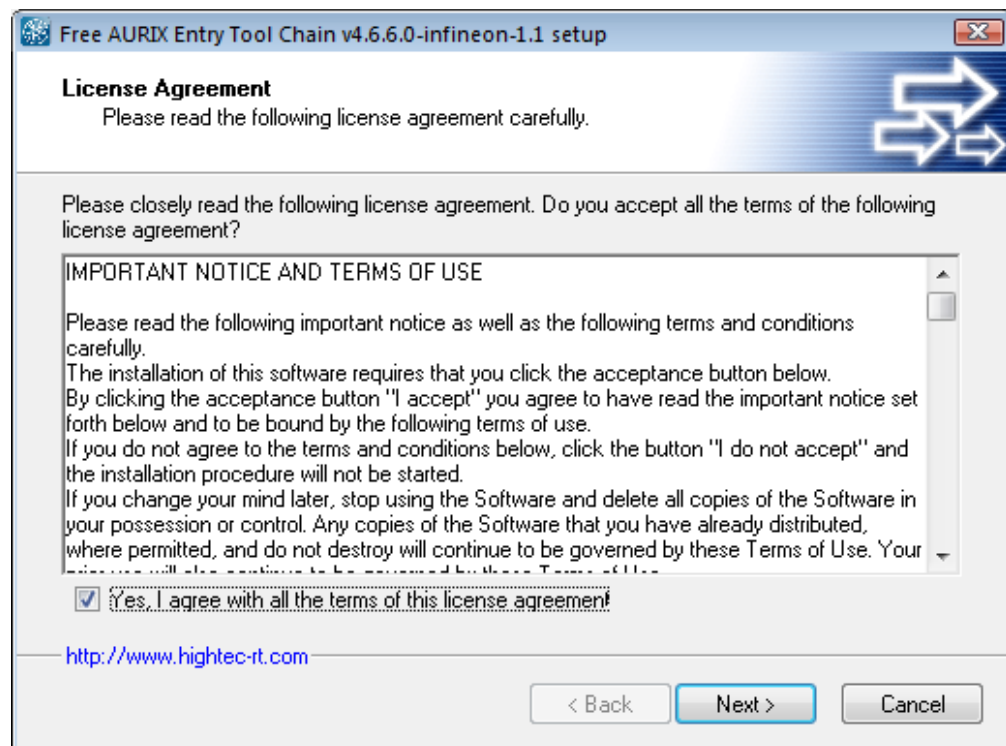 Free AURIX Entry Tool Chain v4.6.6.0-infineon-1.1 setup
License Agreement
Please read the following license agreement carefully.
Please closely read the following license agreement. Do you accept all the terms of the following
license agreement?
IMPORTANT NOTICE AND TERMS OF USE
Please read the following important notice as well as the following terms and conditions
carefully.
The installation of this software requires that you click the acceptance button below.
By clicking the acceptance button "I accept" you agree to have read the important notice set
forth below and to be bound by the following terms of use.
If you do not agree to the terms and conditions below, click the button "I do not accept" and
the installation procedure will not be started.
If you change your mind later, stop using the Software and delete all copies of the Software in
your possession or control. Any copies of the Software that you have already distributed,
where permitted, and do not destroy will continue to be governed by these Terms of Use. Your
Yes, I agree with all the terms of this license agreement
http://www.hightec-rt.com
< Back
Next >
Cancel